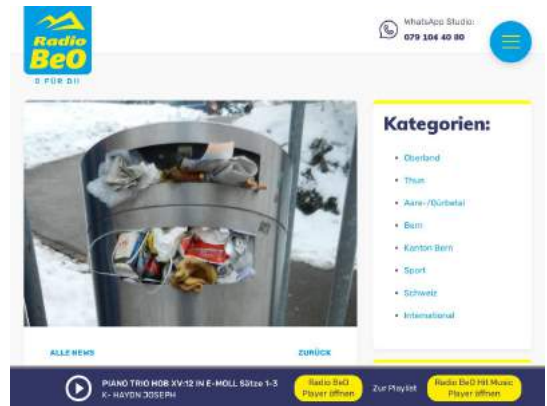 Radio
BeO
WhatsApp Studio:
079 104 40 80
Kategorien:
Oberland
Thun
Aare-/Gürbetal
Bern
Kanton Bern
Sport
Schweiz
International
ALLE NEWS
ZURÜCK
PIANO TRIO HOB XV:12 IN E-MOLL Sätze 1-3
K- HAYDN JOSEPH
Radio BeO
Player öffnen
Zur Playlist
Radio BeO Hit Music
Player öffnen